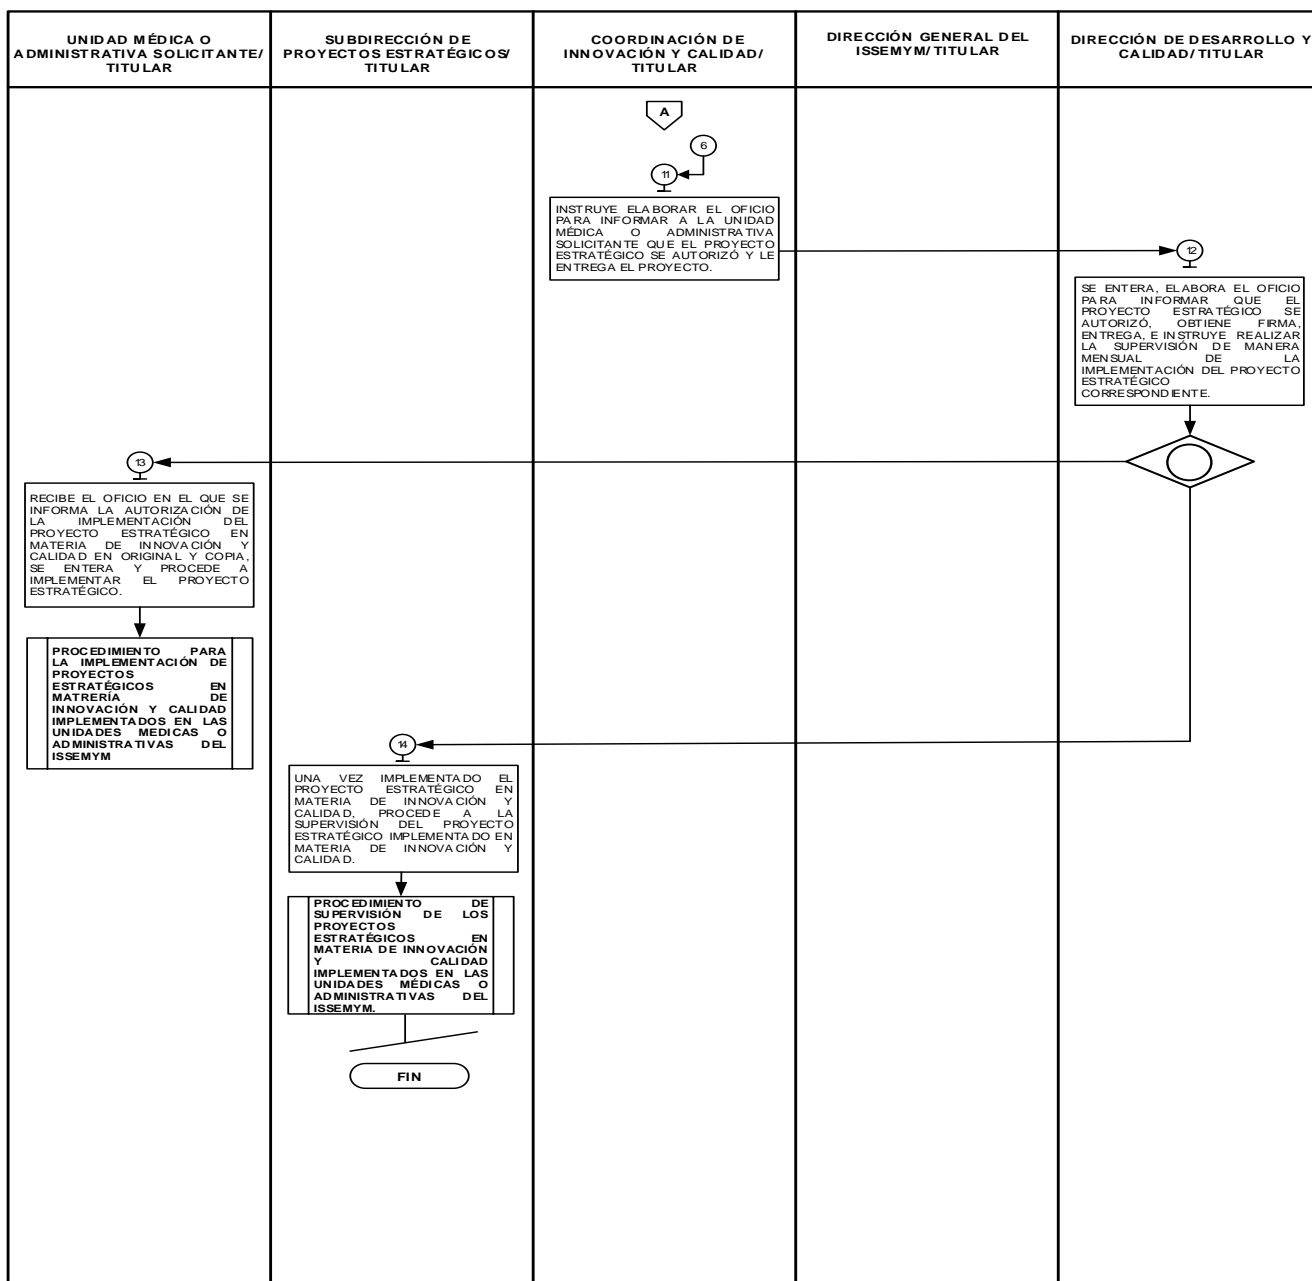 UNIDAD MÉDICA O
ADMINISTRATIVA SOLICITANTE/
TITULAR
SUBDIRECCIÓN DE
PROYECTOS ESTRATÉGICOS/
TITULAR
COORDINACIÓN DE
INNOVACIÓN Y CALIDAD/
TITULAR
DIRECCIÓN GENERAL DEL
ISSEMYM/TITULAR
DIRECCIÓN DE DESARROLLO Y
CALIDAD/TITULAR
A
6
11
INSTRUYE ELABORAR EL OFICIO
PARA INFORMAR A LA UNIDAD
MÉDICA O ADMINISTRATIVA
SOLICITANTE QUE EL PROYECTO
ESTRATÉGICO SE AUTORIZÓ Y LE
ENTREGA EL PROYECTO.
12
SE ENTERA, ELABORA EL OFICIO
PARA INFORMAR QUE EL
PROYECTO ESTRATÉGICO SE
AUTORIZÓ, OBTIENE FIRMA,
ENTREGA, E INSTRUYE REALIZAR
LA SUPERVISIÓN DE MANERA
MENSUAL DE LA
IMPLEMENTACIÓN DEL PROYECTO
ESTRATÉGICO
CORRESPONDIENTE.
13
RECIBE EL OFICIO EN EL QUE SE
INFORMA LA AUTORIZACIÓN DE
LA IMPLEMENTACIÓN DEL
PROYECTO ESTRATÉGICO EN
MATERIA DE INNOVACIÓN Y
CALIDAD EN ORIGINAL Y COPIA,
SE ENTERA Y PROCEDE A
IMPLEMENTAR EL PROYECTO
ESTRATÉGICO.
PROCEDIMIENTO PARA
LA IMPLEMENTACIÓN DE
PROYECTOS
ESTRATÉGICOS EN
MATRERÍA DE
INNOVACIÓN Y CALIDAD
IMPLEMENTADOS EN LAS
UNIDADES MEDICAS O
ADMINISTRATIVAS DEL
ISSEMYM
14
UNA VEZ IMPLEMENTADO EL
PROYECTO ESTRATÉGICO EN
MATERIA DE INNOVACIÓN Y
CALIDAD, PROCEDE A LA
SUPERVISIÓN DEL PROYECTO
ESTRATÉGICO IMPLEMENTADO EN
MATERIA DE INNOVACIÓN Y
CALIDAD.
PROCEDIMIENTO DE
SUPERVISIÓN DE LOS
PROYECTOS
ESTRATÉGICOS EN
MATERIA DE INNOVACIÓN
Y CALIDAD
IMPLEMENTADOS EN LAS
UNIDADES MÉDICAS O
ADMINISTRATIVAS DEL
ISSEMYM.
FIN